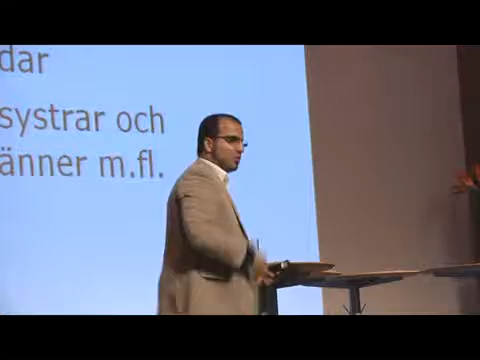 dar
systrar och
änner m.fl.